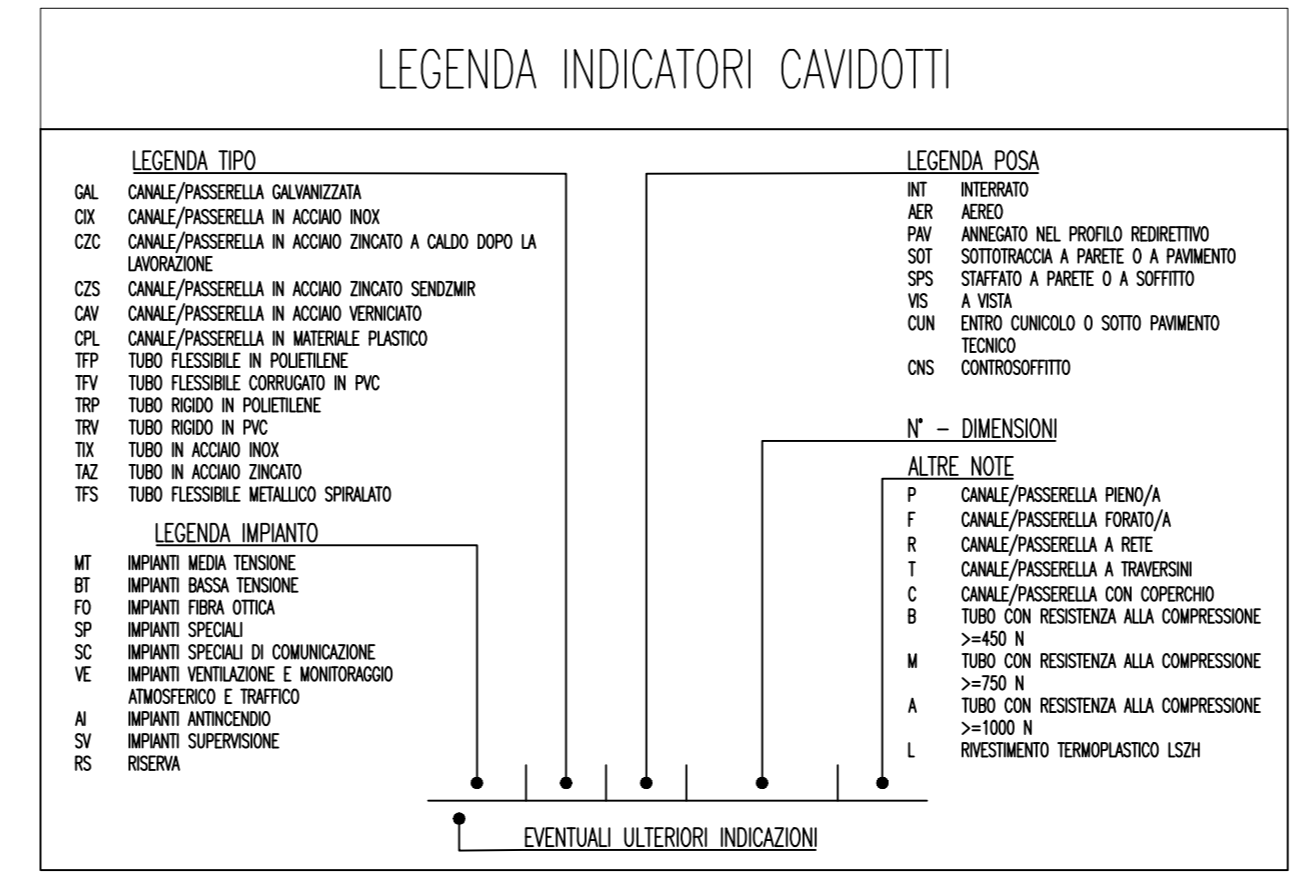 LEGENDA INDICATORI CAVIDOTTI
LEGENDA TIPO
GAL CANALE/PASSERELLA GALVANIZZATA
CIX CANALE/PASSERELLA IN ACCIAIO INOX
CZC CANALE/PASSERELLA IN ACCIAIO ZINCATO A CALDO DOPO LA
LAVORAZIONE
CZS CANALE/PASSERELLA IN ACCIAIO ZINCATO SENDZMIR
CAV CANALE/PASSERELLA IN ACCIAIO VERNICIATO
CPL CANALE/PASSERELLA IN MATERIALE PLASTICO
TFP TUBO FLESSIBILE IN POLIETILENE
TFV TUBO FLESSIBILE CORRUGATO IN PVC
TRP TUBO RIGIDO IN POLIETILENE
TRV TUBO RIGIDO IN PVC
TIX TUBO IN ACCIAIO INOX
TAZ TUBO IN ACCIAIO ZINCATO
TFS TUBO FLESSIBILE METALLICO SPIRALATO
LEGENDA IMPIANTO
MT IMPIANTI MEDIA TENSIONE
BT IMPIANTI BASSA TENSIONE
FO IMPIANTI FIBRA OTTICA
SP IMPIANTI SPECIALI
SC IMPIANTI SPECIALI DI COMUNICAZIONE
VE IMPIANTI VENTILAZIONE E MONITORAGGIO
ATMOSFERICO E TRAFFICO
AI IMPIANTI ANTINCENDIO
SV IMPIANTI SUPERVISIONE
RS RISERVA
LEGENDA POSA
INT INTERRATO
AER AEREO
PAV ANNEGATO NEL PROFILO REDIRETTIVO
SOT SOTTOTRACCIA A PARETE O A PAVIMENTO
SPS STAFFATO A PARETE O A SOFFITTO
VIS A VISTA
CUN ENTRO CUNICOLO O SOTTO PAVIMENTO
TECNICO
CNS CONTROSOFFITTO
N° - DIMENSIONI
ALTRE NOTE
P CANALE/PASSERELLA PIENO/A
F CANALE/PASSERELLA FORATO/A
R CANALE/PASSERELLA A RETE
T CANALE/PASSERELLA A TRAVERSINI
C CANALE/PASSERELLA CON COPERCHIO
B TUBO CON RESISTENZA ALLA COMPRESSIONE
>=450 N
M TUBO CON RESISTENZA ALLA COMPRESSIONE
>=750 N
A TUBO CON RESISTENZA ALLA COMPRESSIONE
>=1000 N
L RIVESTIMENTO TERMOPLASTICO LSZH
EVENTUALI ULTERIORI INDICAZIONI